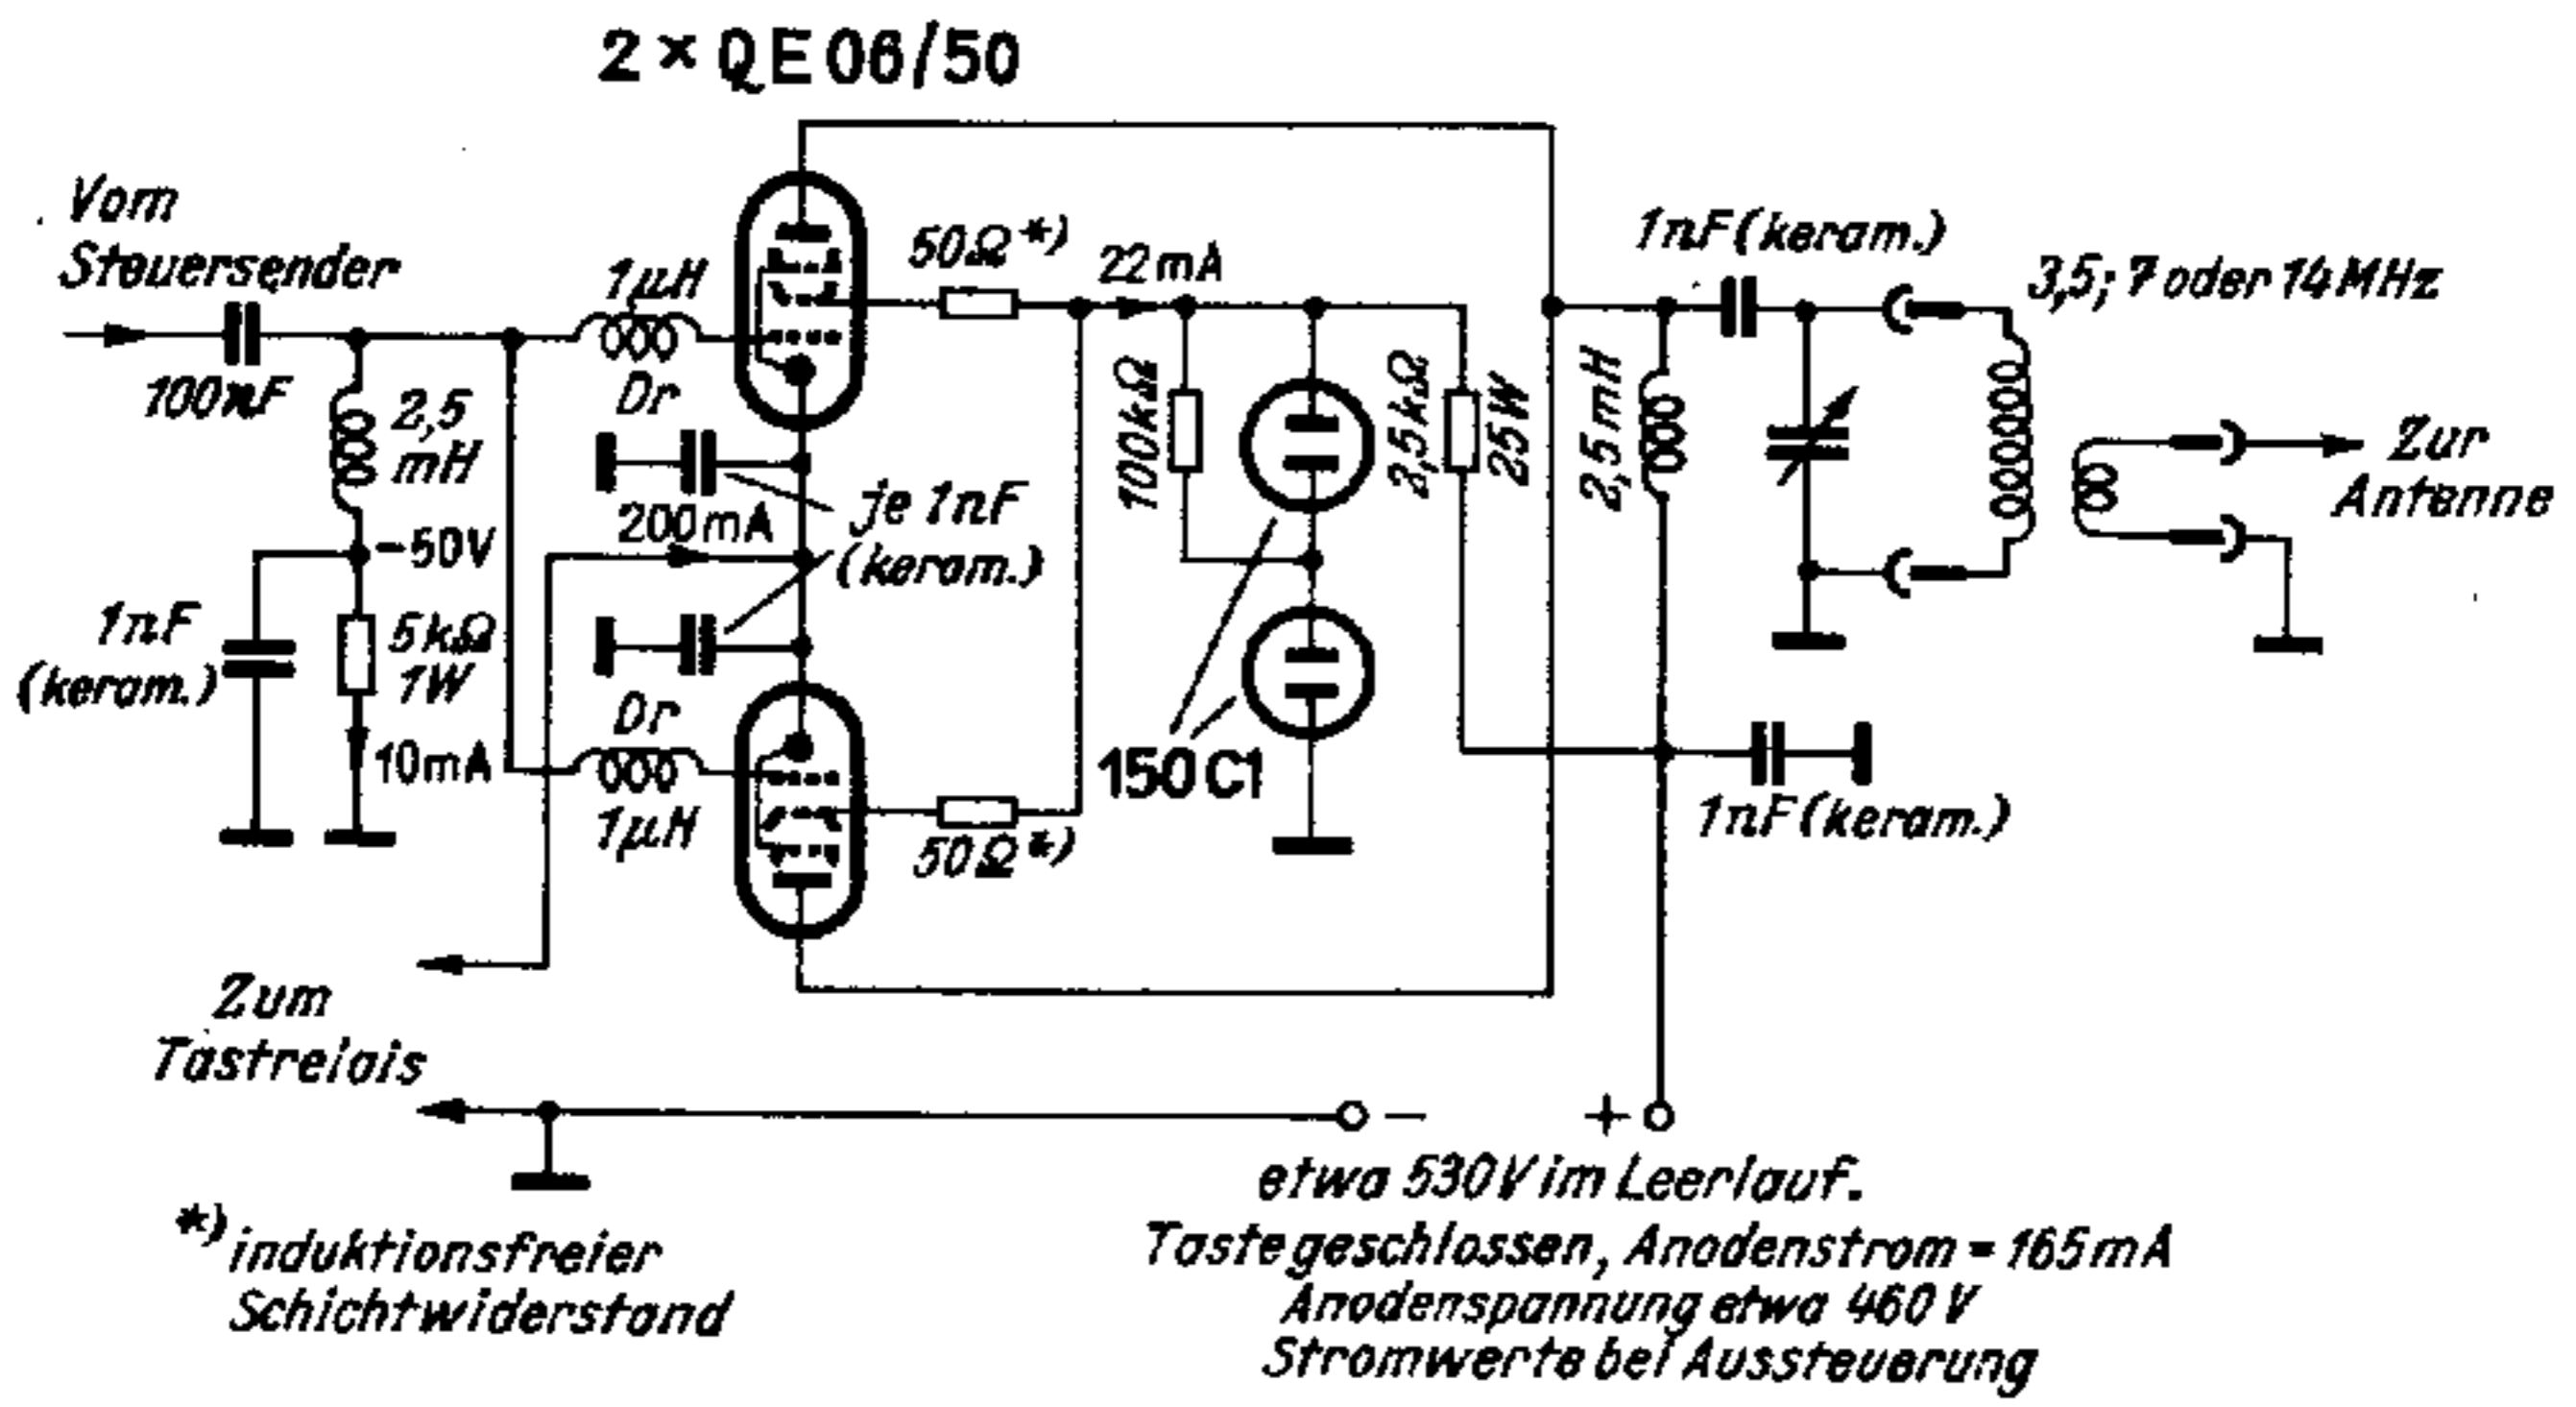 2 × QE06/50
Vom
Steuersender
100nF
1µH
Dr
50Ω*)
22mA
1nF (keram.)
3,5; 7 oder 14 MHz
2,5
mH
-50V
1nF
(keram.)
5kΩ
1W
10mA
200mA
je 1nF
(keram.)
Dr
1µH
50Ω*)
100kΩ
2,5kΩ
25W
2,5mH
150C1
Zur
Antenne
1nF (keram.)
Zum
Tastrelais
–
+
etwa 530V im Leerlauf.
Taste geschlossen, Anodenstrom = 165mA
Anodenspannung etwa 460 V
Stromwerte bei Aussteuerung
*) induktionsfreier
Schichtwiderstand